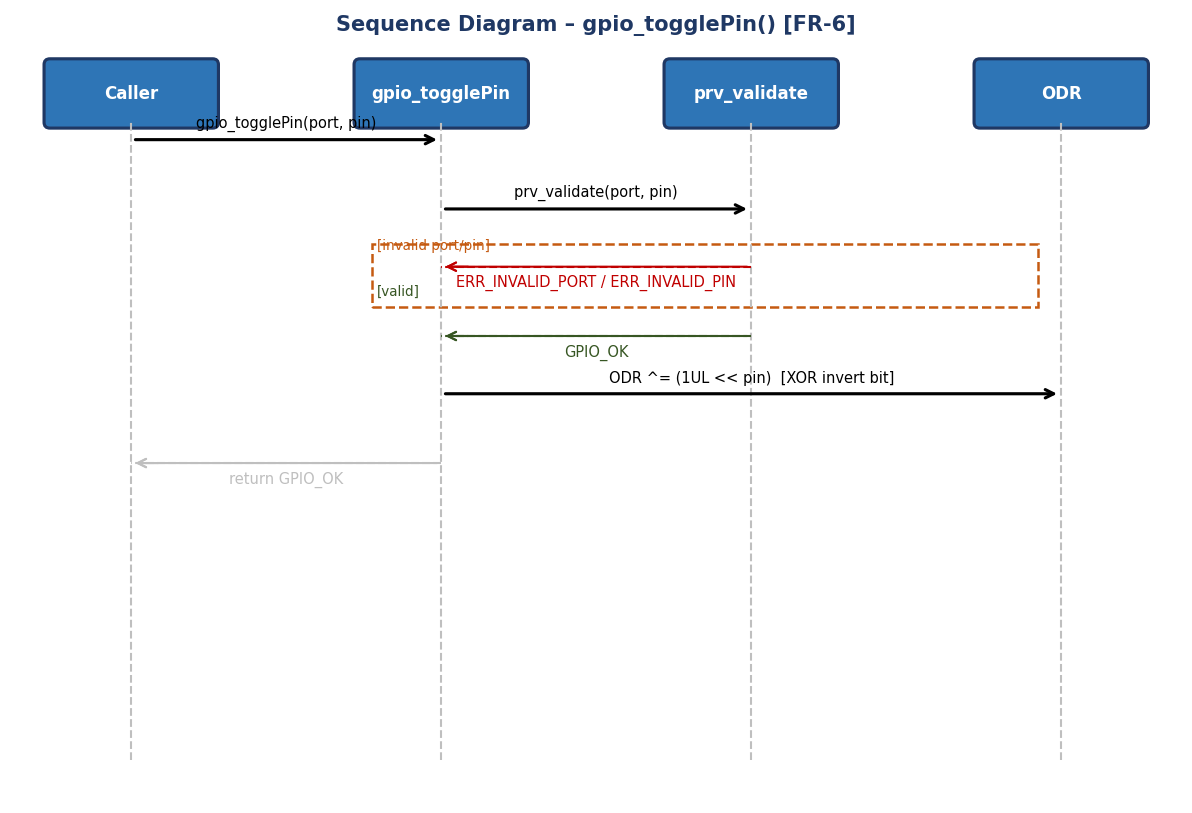 Sequence Diagram – gpio_togglePin() [FR-6]
Caller
gpio_togglePin
prv_validate
ODR
gpio_togglePin(port, pin)
prv_validate(port, pin)
[invalid port/pin]
ERR_INVALID_PORT / ERR_INVALID_PIN
[valid]
GPIO_OK
ODR ^= (1UL << pin)  [XOR invert bit]
return GPIO_OK